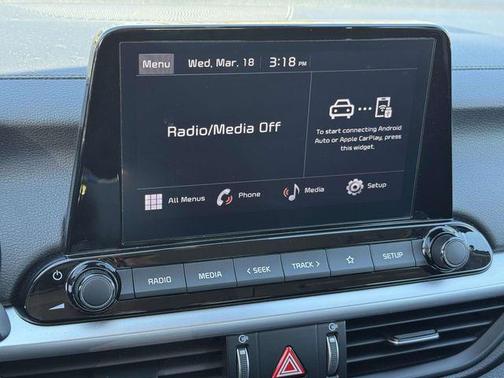 Menu Wed, Mar. 18 3:18 PM
Radio/Media Off
To start connecting Android
Auto or Apple CarPlay, press
this widget.
All Menus Phone Media Setup
RADIO MEDIA < SEEK TRACK > SETUP